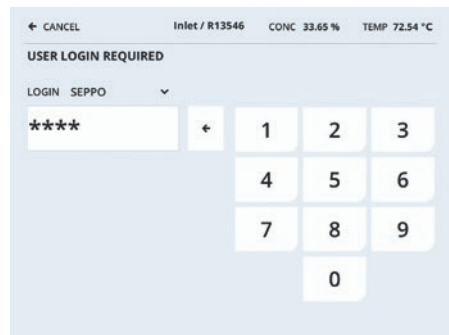 ← CANCEL Inlet / R13546 CONC 33.65 % TEMP 72.54 °C
USER LOGIN REQUIRED
LOGIN SEPPO
**** ← 1 2 3
4 5 6
7 8 9
0